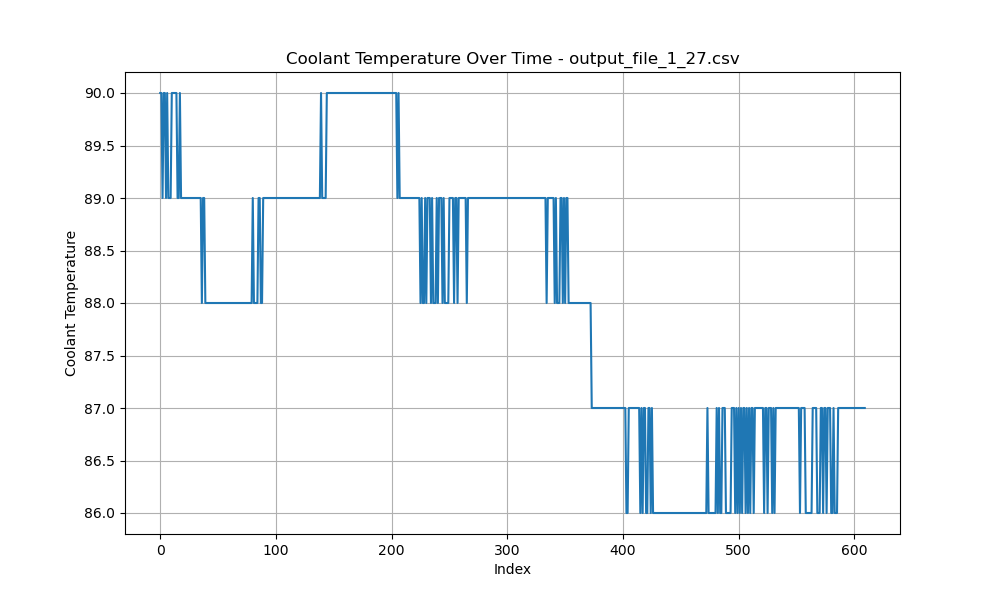 Coolant Temperature Over Time - output_file_1_27.csv
90.0
89.5
89.0
88.5
88.0
87.5
87.0
86.5
86.0
Coolant Temperature
0 100 200 300 400 500 600
Index